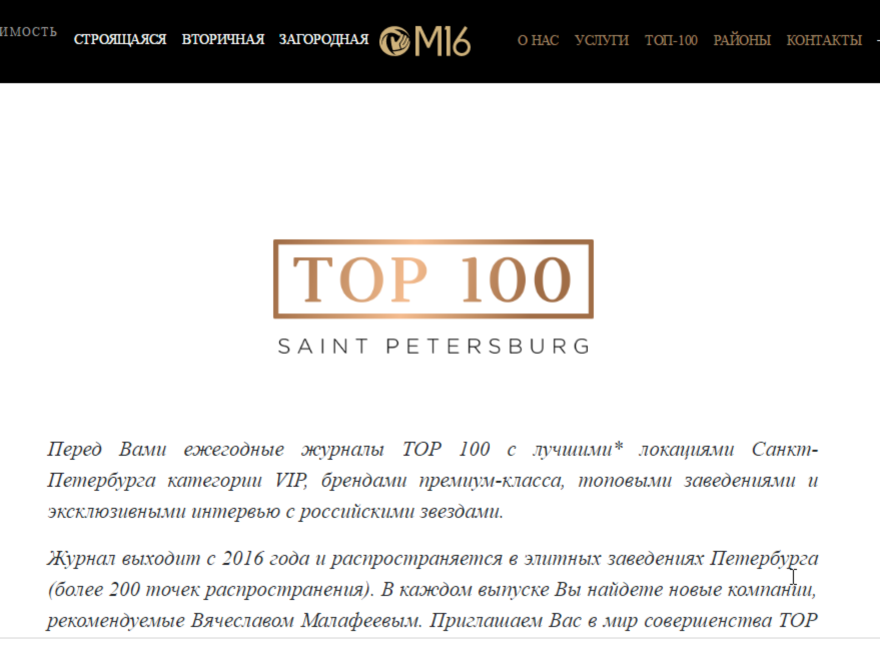 ИМОСТЬ
СТРОЯЩАЯСЯ ВТОРИЧНАЯ ЗАГОРОДНАЯ М16 О НАС УСЛУГИ ТОП-100 РАЙОНЫ КОНТАКТЫ
TOP 100
SAINT PETERSBURG
Перед Вами ежегодные журналы TOP 100 с лучшими* локациями Санкт-
Петербурга категории VIP, брендами премиум-класса, топовыми заведениями и
эксклюзивными интервью с российскими звездами.
Журнал выходит с 2016 года и распространяется в элитных заведениях Петербурга
(более 200 точек распространения). В каждом выпуске Вы найдете новые компании,
рекомендуемые Вячеславом Малафеевым. Приглашаем Вас в мир совершенства TOP